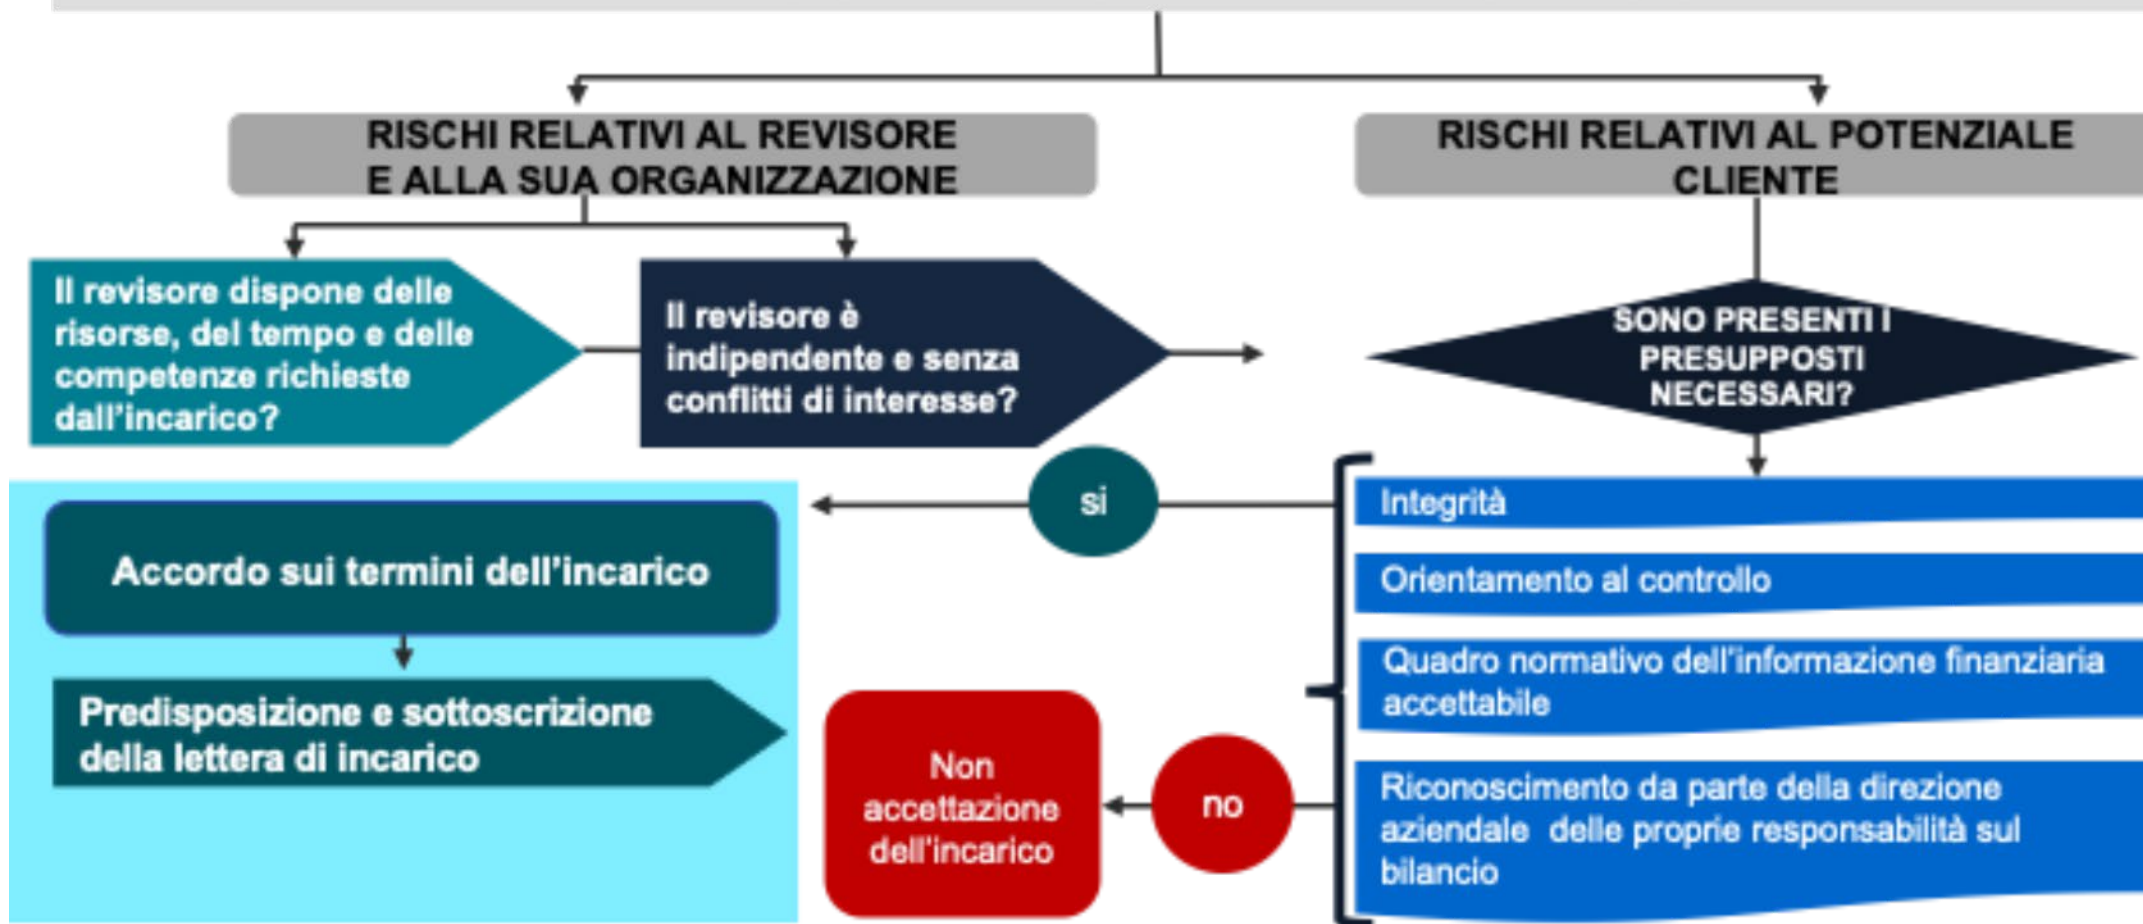 RISCHI RELATIVI AL REVISORE
E ALLA SUA ORGANIZZAZIONE
RISCHI RELATIVI AL POTENZIALE
CLIENTE
Il revisore dispone delle
risorse, del tempo e delle
competenze richieste
dall'incarico?
Il revisore è
indipendente e senza
conflitti di interesse?
SONO PRESENTI I
PRESUPPOSTI
NECESSARI?
si
Integrità
Orientamento al controllo
Quadro normativo dell'informazione finanziaria
accettabile
Riconoscimento da parte della direzione
aziendale delle proprie responsabilità sul
bilancio
Accordo sui termini dell'incarico
Predisposizione e sottoscrizione
della lettera di incarico
Non
accettazione
dell'incarico
no